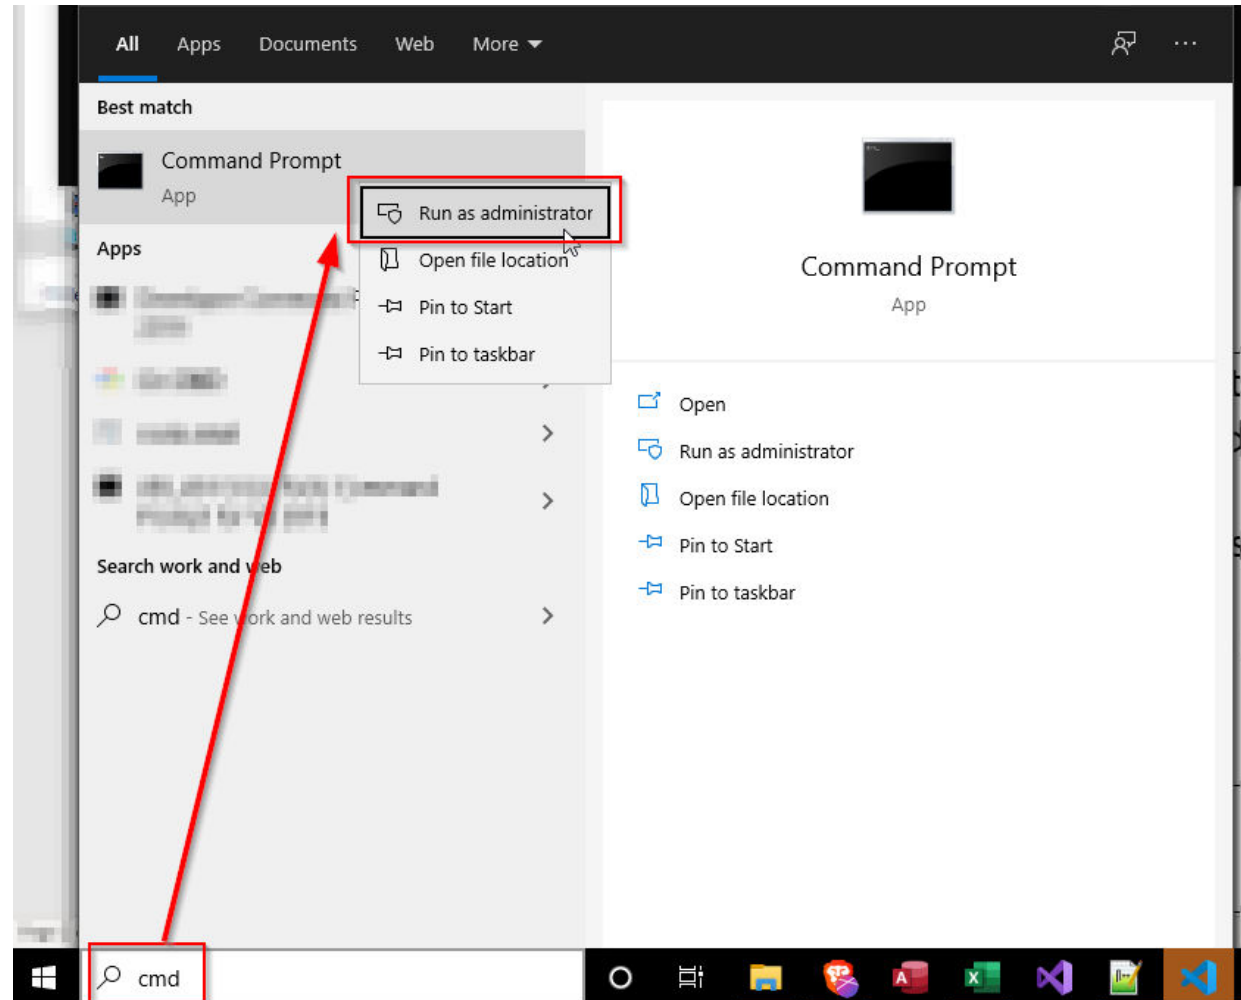 All Apps Documents Web More
Best match
Command Prompt
App
Run as administrator
Open file location
Pin to Start
Pin to taskbar
Apps
Search work and web
cmd - See work and web results
Command Prompt
App
Open
Run as administrator
Open file location
Pin to Start
Pin to taskbar
cmd